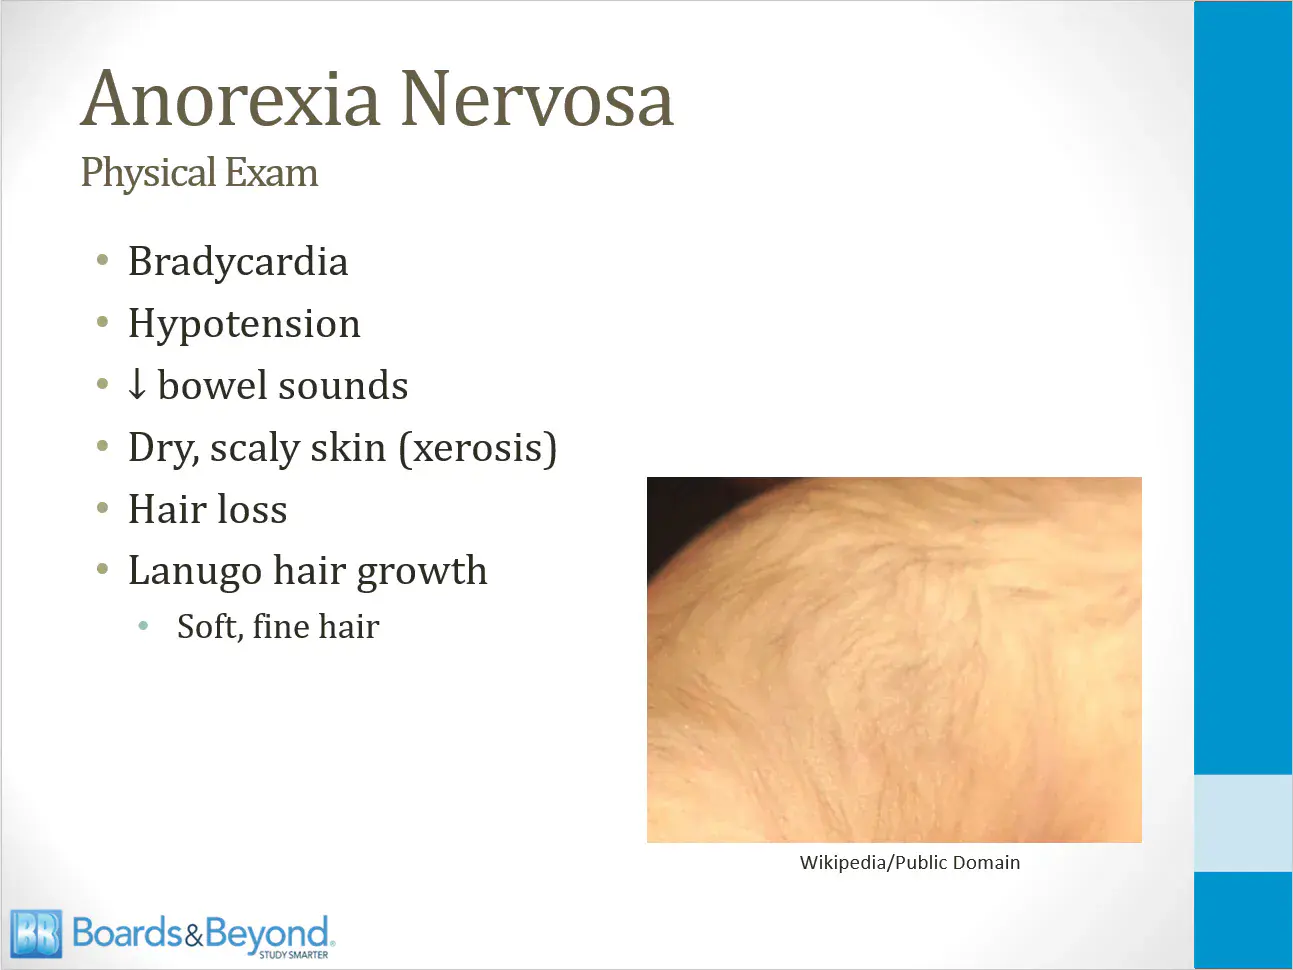 Anorexia Nervosa
Physical Exam
• Bradycardia
• Hypotension
• ↓ bowel sounds
• Dry, scaly skin (xerosis)
• Hair loss
• Lanugo hair growth
• Soft, fine hair
Wikipedia/Public Domain
BB Boards&Beyond.
STUDY SMARTER